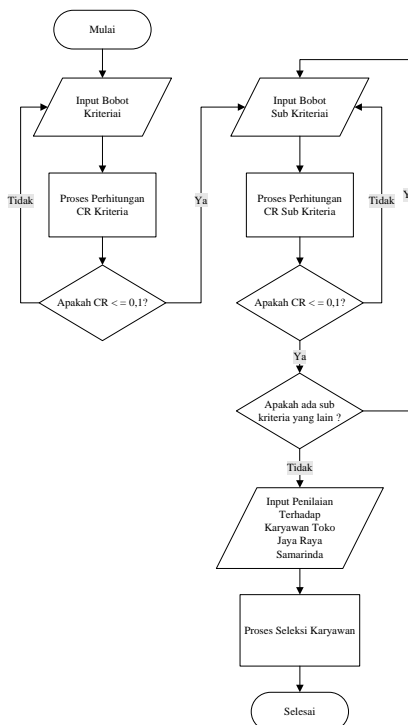 Mulai
Input Bobot
Kriteriai
Proses Perhitungan
CR Kriteria
Apakah CR < = 0,1?
Tidak
Ya
Input Bobot
Sub Kriteriai
Proses Perhitungan
CR Sub Kriteria
Apakah CR < = 0,1?
Tidak
Ya
Apakah ada sub
kriteria yang lain ?
Tidak
Input Penilaian
Terhadap
Karyawan Toko
Jaya Raya
Samarinda
Proses Seleksi Karyawan
Selesai